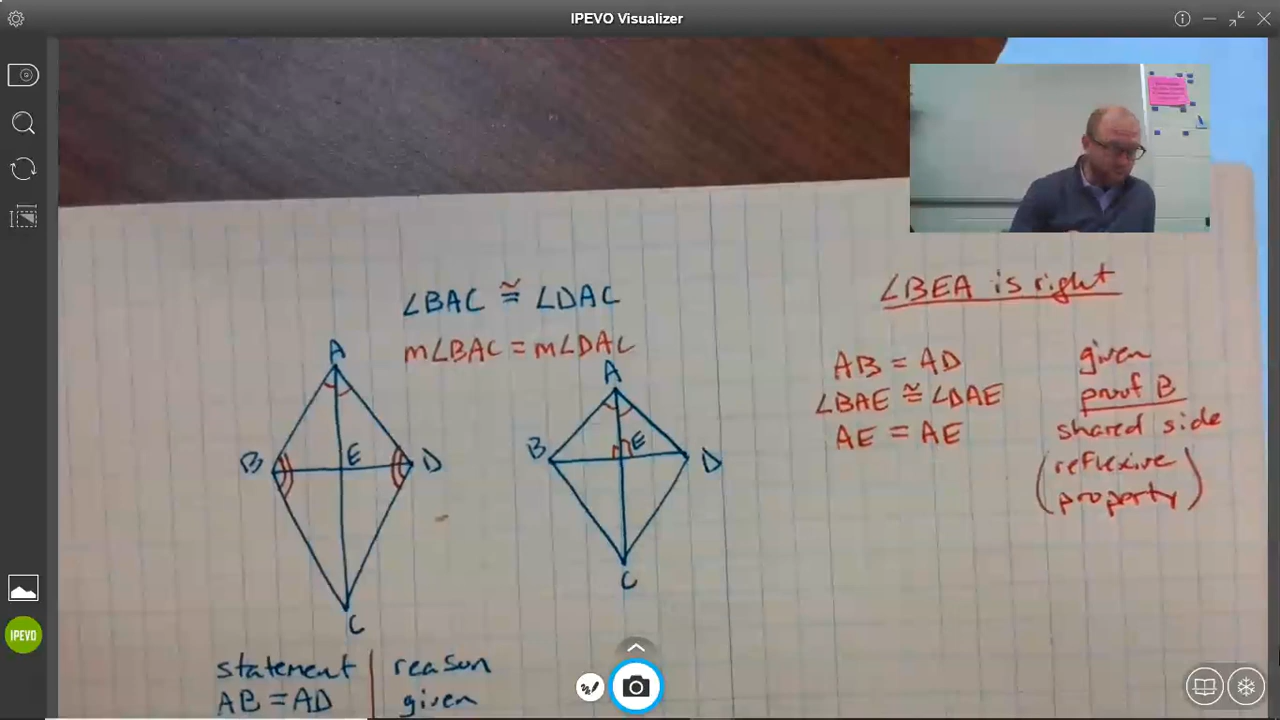 IPEVO Visualizer
∠BAC ≅ ∠DAC
m∠BAC = m∠DAC
A
B
E
D
C
A
B
E
D
C
∠BEA is right
AB = AD given
∠BAE ≅ ∠DAE proof B
AE = AE shared side
(reflexive
property)
statement | reason
AB = AD | given
IPEVO